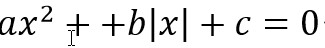 ax² + +b|x| + c = 0